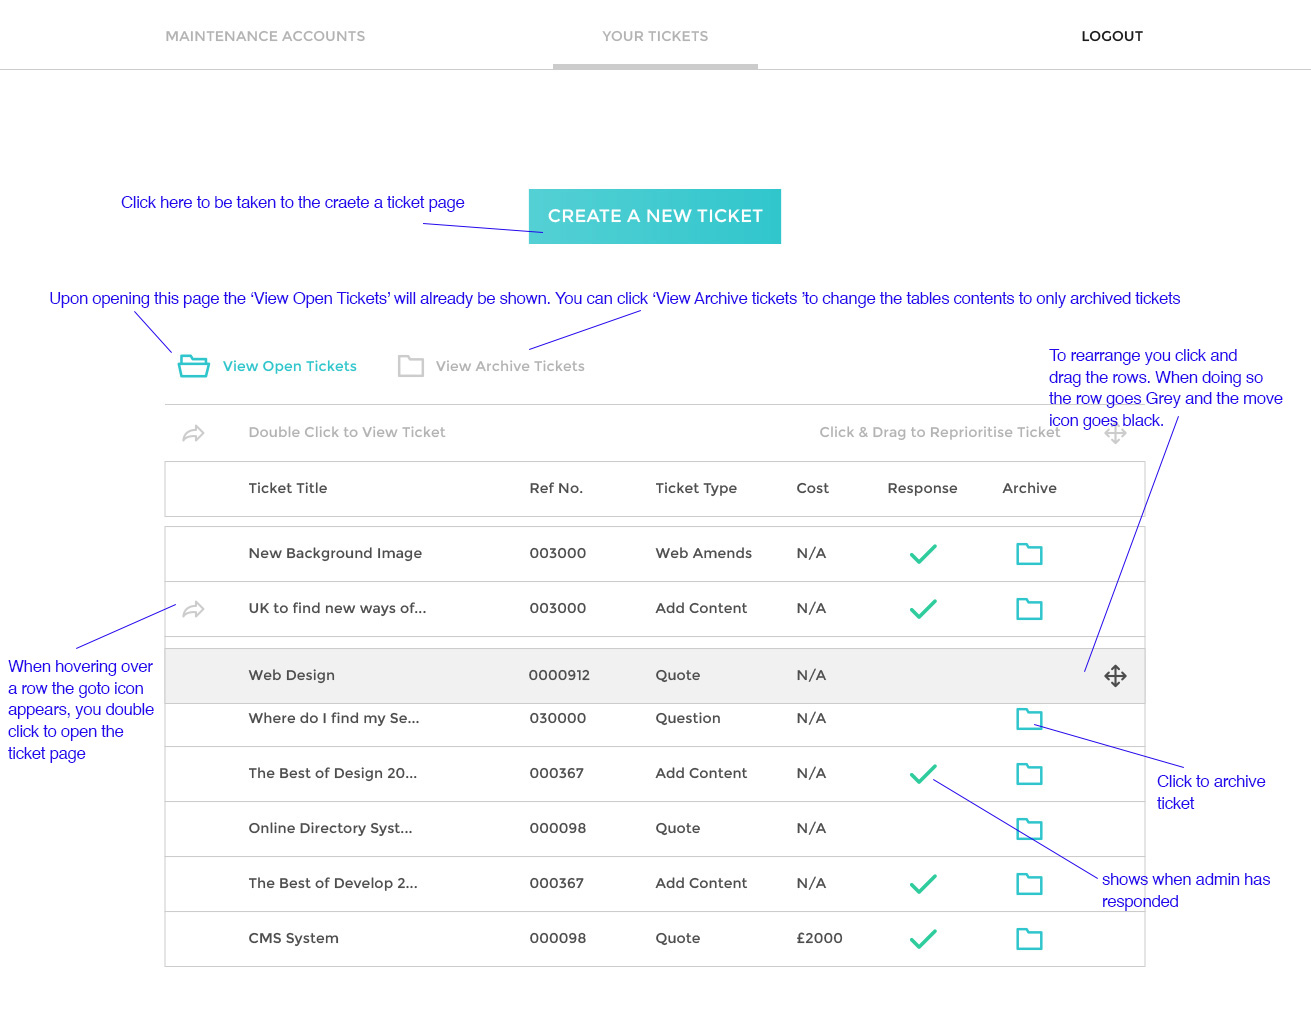 MAINTENANCE ACCOUNTS
YOUR TICKETS
LOGOUT
Click here to be taken to the craete a ticket page
CREATE A NEW TICKET
Upon opening this page the ‘View Open Tickets’ will already be shown. You can click ‘View Archive tickets ’to change the tables contents to only archived tickets
View Open Tickets
View Archive Tickets
To rearrange you click and
drag the rows. When doing so
the row goes Grey and the move
icon goes black.
Double Click to View Ticket
Click & Drag to Reprioritise Ticket
Ticket Title Ref No. Ticket Type Cost Response Archive
New Background Image 003000 Web Amends N/A
UK to find new ways of... 003000 Add Content N/A
When hovering over
a row the goto icon
appears, you double
click to open the
ticket page
Web Design 0000912 Quote N/A
Where do I find my Se... 030000 Question N/A
The Best of Design 20... 000367 Add Content N/A
Click to archive
ticket
Online Directory Syst... 000098 Quote N/A
The Best of Develop 2... 000367 Add Content N/A
shows when admin has
responded
CMS System 000098 Quote £2000